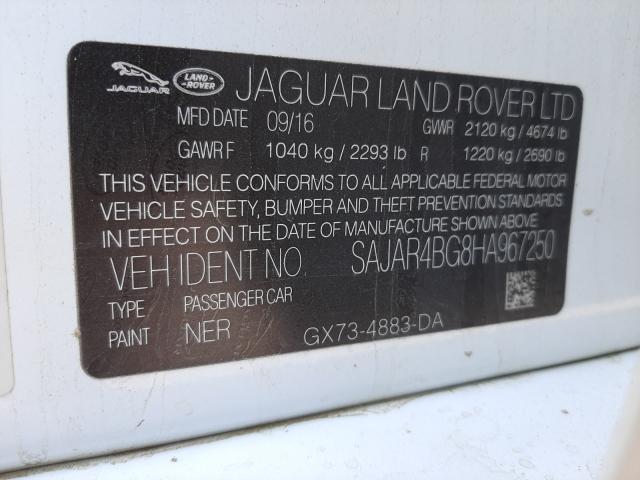 JAGUAR LAND ROVER JAGUAR LAND ROVER LTD
MFD DATE 09/16 GVWR 2120 kg / 4674 lb
GAWR F 1040 kg / 2293 lb R 1220 kg / 2690 lb
THIS VEHICLE CONFORMS TO ALL APPLICABLE FEDERAL MOTOR
VEHICLE SAFETY, BUMPER AND THEFT PREVENTION STANDARDS
IN EFFECT ON THE DATE OF MANUFACTURE SHOWN ABOVE.
VEH IDENT NO SAJAR4BG8HA967250
TYPE PASSENGER CAR
PAINT NER GX73-4883-DA